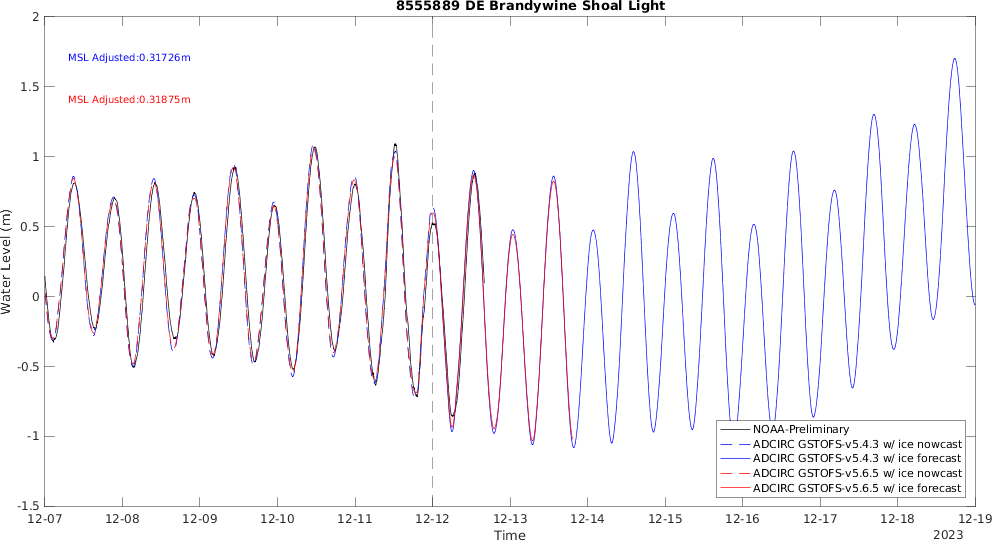 8555889 DE Brandywine Shoal Light
MSL Adjusted:0.31726m
MSL Adjusted:0.31875m
Water Level (m)
2
1.5
1
0.5
0
-0.5
-1
-1.5
NOAA-Preliminary
ADCIRC GSTOFS-v5.4.3 w/ ice nowcast
ADCIRC GSTOFS-v5.4.3 w/ ice forecast
ADCIRC GSTOFS-v5.6.5 w/ ice nowcast
ADCIRC GSTOFS-v5.6.5 w/ ice forecast
12-07 12-08 12-09 12-10 12-11 12-12 12-13 12-14 12-15 12-16 12-17 12-18 12-19
Time
2023